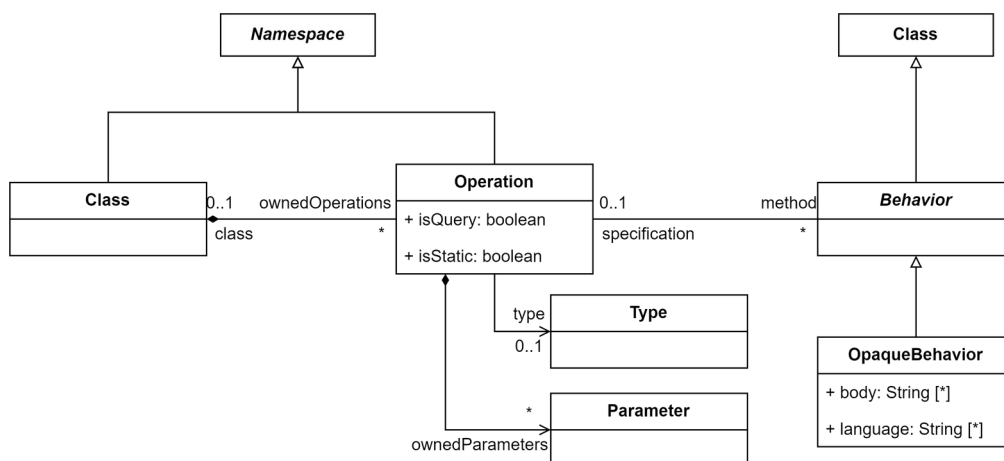 Namespace
Class
Class
0..1
class
ownedOperations
*
Operation
+ isQuery: boolean
+ isStatic: boolean
0..1
specification
method
*
Behavior
type
0..1
Type
*
ownedParameters
Parameter
OpaqueBehavior
+ body: String [*]
+ language: String [*]